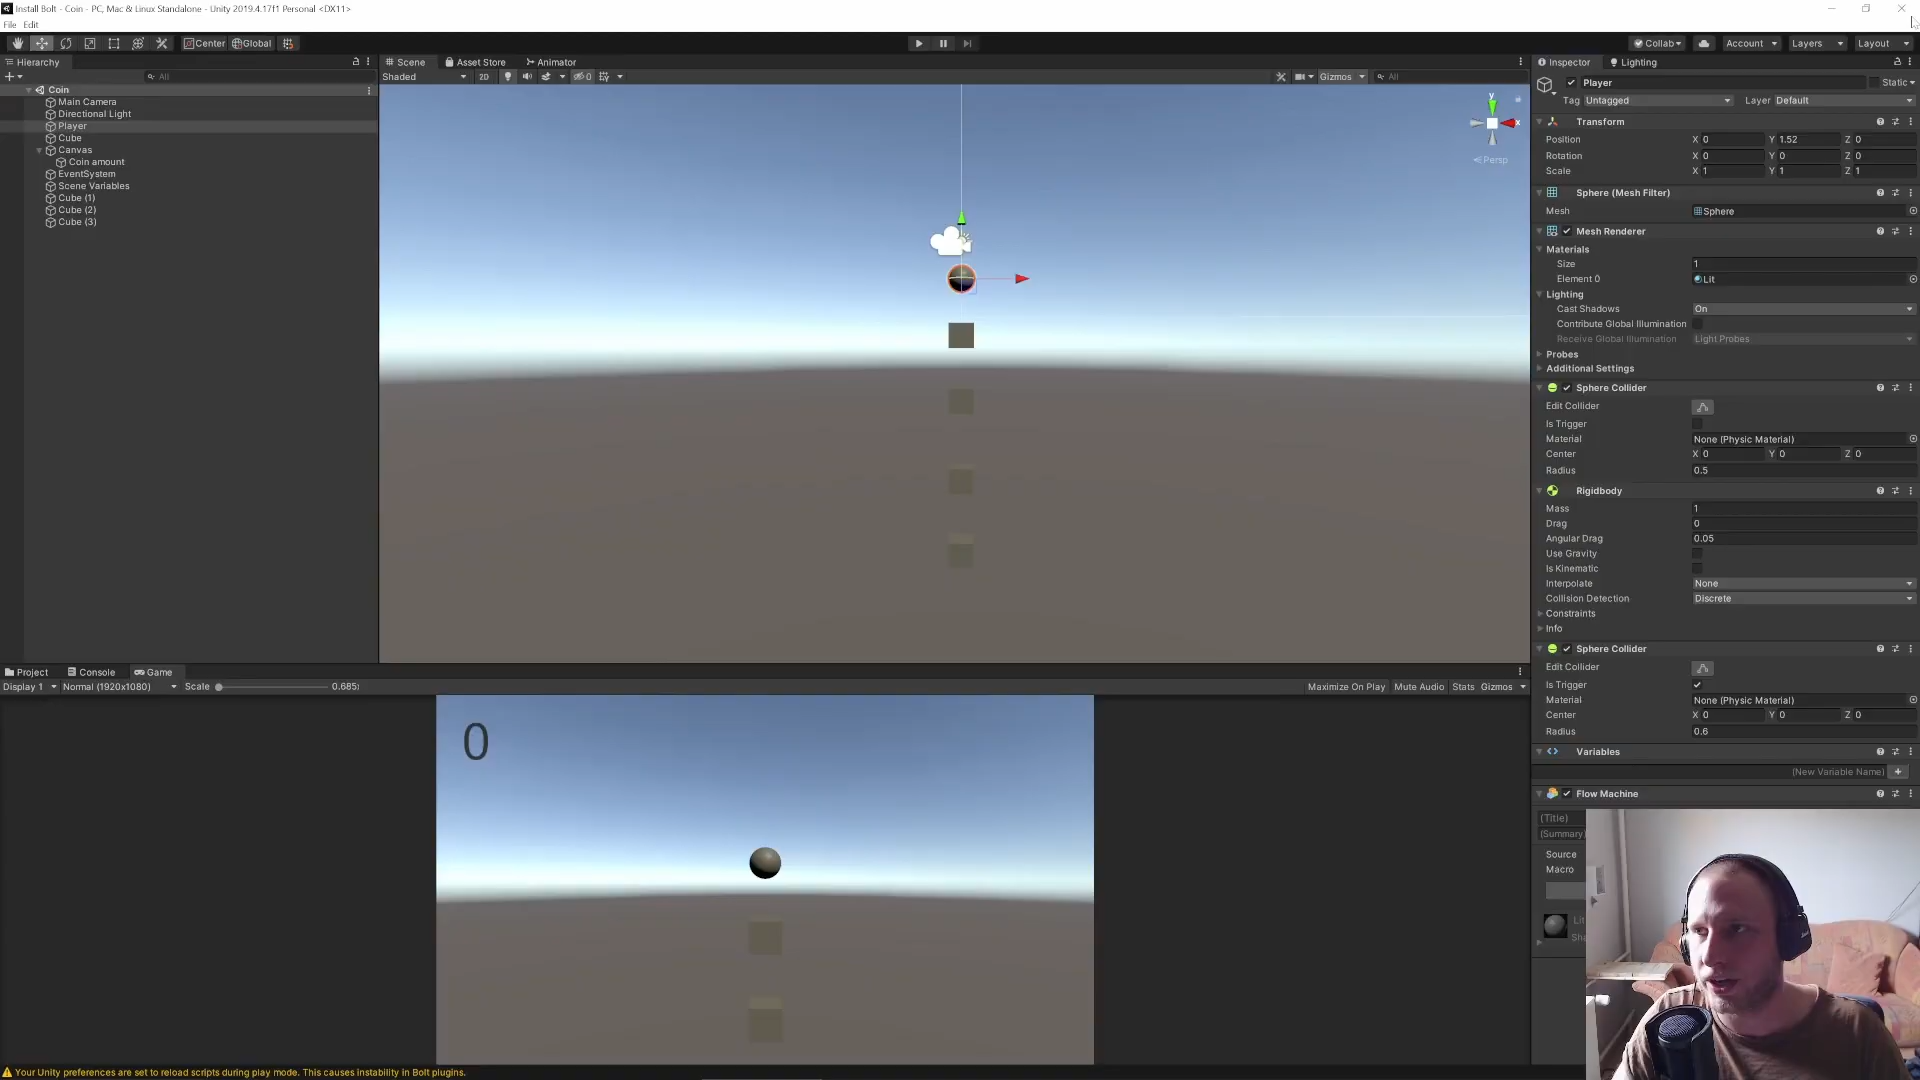 Install Bolt - Coin - PC, Mac & Linux Standalone - Unity 2019.4.17f1 Personal <DX11>
File Edit
Center Global
Collab Account Layers Layout
Hierarchy
All
Coin
Main Camera
Directional Light
Player
Cube
Canvas
Coin amount
EventSystem
Scene Variables
Cube (1)
Cube (2)
Cube (3)
Scene Asset Store Animator
Shaded 2D 0 Gizmos All
y
x
Persp
Inspector Lighting
Player Static
Tag Untagged Layer Default
Transform
Position X 0 Y 1.52 Z 0
Rotation X 0 Y 0 Z 0
Scale X 1 Y 1 Z 1
Sphere (Mesh Filter)
Mesh Sphere
Mesh Renderer
Materials
Size 1
Element 0 Lit
Lighting
Cast Shadows On
Contribute Global Illumination
Receive Global Illumination Light Probes
Probes
Additional Settings
Sphere Collider
Edit Collider
Is Trigger
Material None (Physic Material)
Center X 0 Y 0 Z 0
Radius 0.5
Rigidbody
Mass 1
Drag 0
Angular Drag 0.05
Use Gravity
Is Kinematic
Interpolate None
Collision Detection Discrete
Constraints
Info
Sphere Collider
Edit Collider
Is Trigger
Material None (Physic Material)
Center X 0 Y 0 Z 0
Radius 0.6
Variables
(New Variable Name) +
Flow Machine
(Title)
(Summary)
Source
Macro
Lit
Project Console Game
Display 1 Normal (1920x1080) Scale 0.685
Maximize On Play Mute Audio Stats Gizmos
0
Your Unity preferences are set to reload scripts during play mode. This causes instability in Bolt plugins.